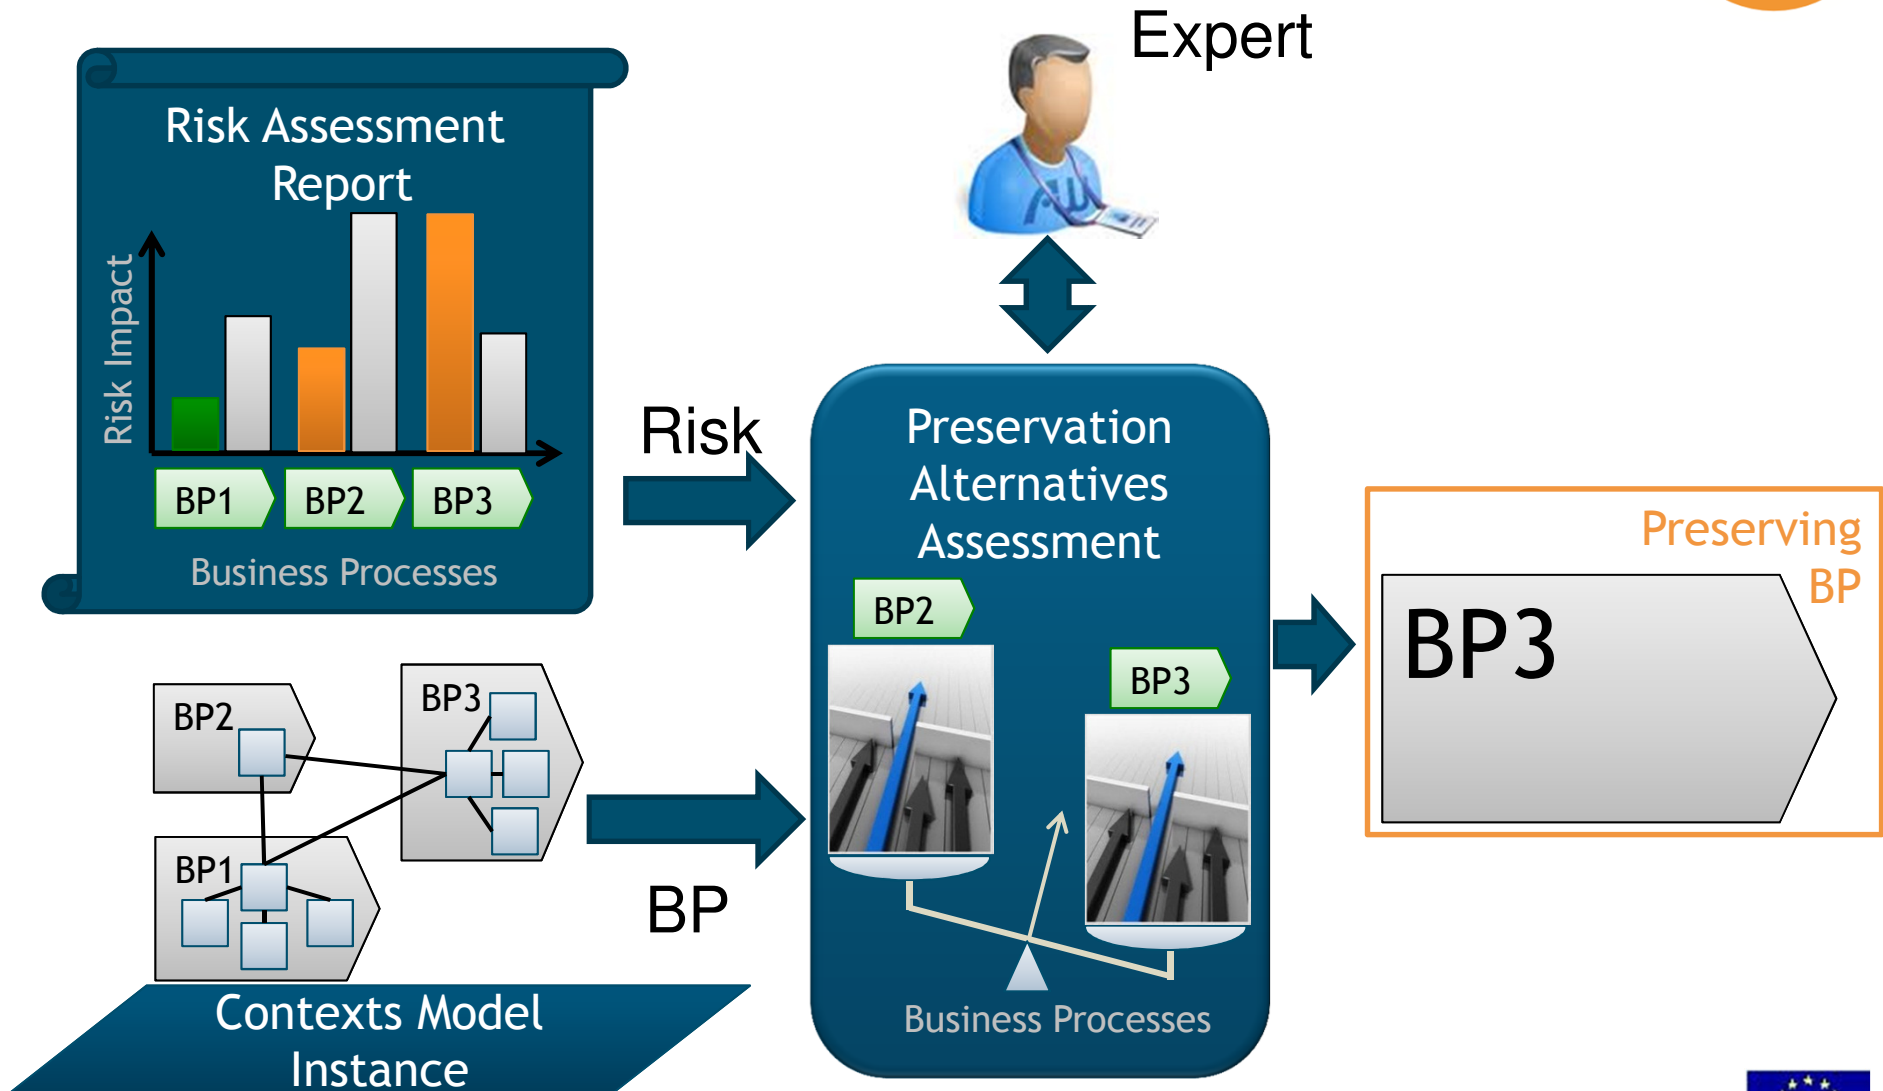 Expert
Risk Assessment
Report
Risk Impact
BP1
BP2
BP3
Business Processes
Risk
BP2
BP3
BP1
BP
Contexts Model
Instance
Preservation
Alternatives
Assessment
BP2
BP3
Business Processes
Preserving
BP
BP3